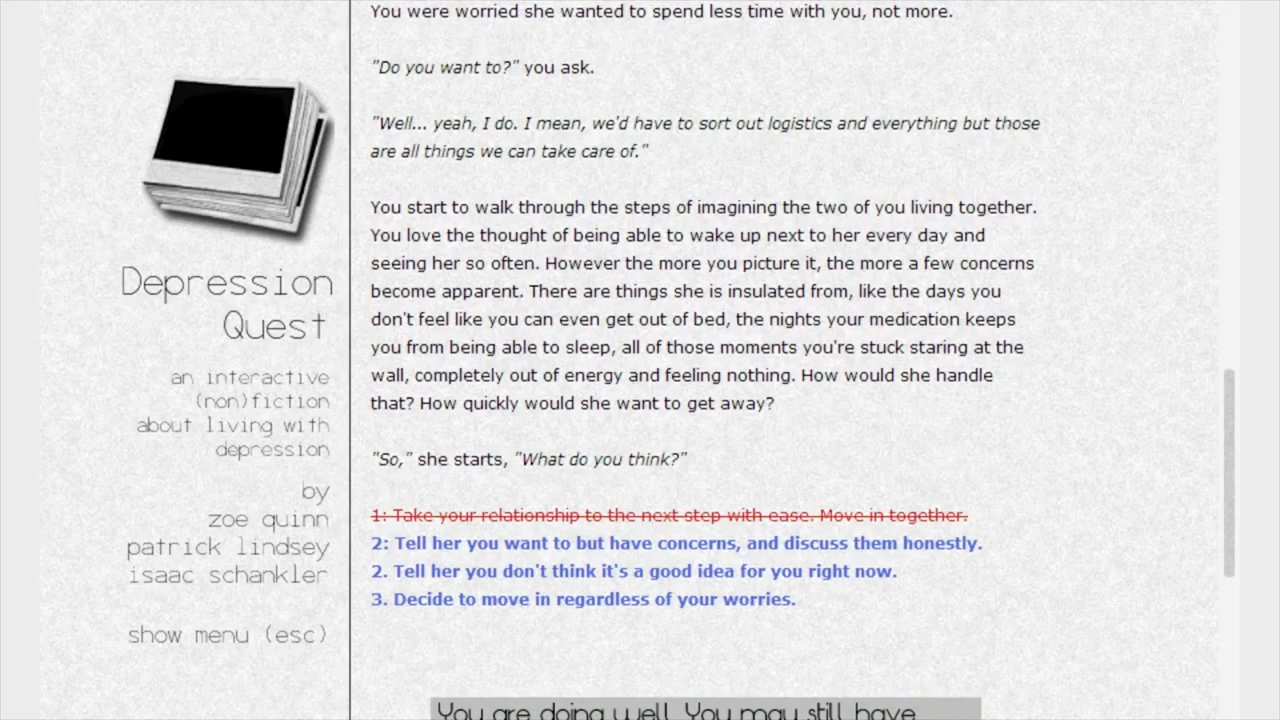 You were worried she wanted to spend less time with you, not more.
"Do you want to?" you ask.
"Well... yeah, I do. I mean, we'd have to sort out logistics and everything but those
are all things we can take care of."
You start to walk through the steps of imagining the two of you living together.
You love the thought of being able to wake up next to her every day and
seeing her so often. However the more you picture it, the more a few concerns
become apparent. There are things she is insulated from, like the days you
don't feel like you can even get out of bed, the nights your medication keeps
you from being able to sleep, all of those moments you're stuck staring at the
wall, completely out of energy and feeling nothing. How would she handle
that? How quickly would she want to get away?
"So," she starts, "What do you think?"
1: Take your relationship to the next step with ease. Move in together.
2: Tell her you want to but have concerns, and discuss them honestly.
2. Tell her you don't think it's a good idea for you right now.
3. Decide to move in regardless of your worries.
You are doing well. You may still have
Depression
Quest
an interactive
(non)fiction
about living with
depression
by
zoe quinn
patrick lindsey
isaac schankler
show menu (esc)